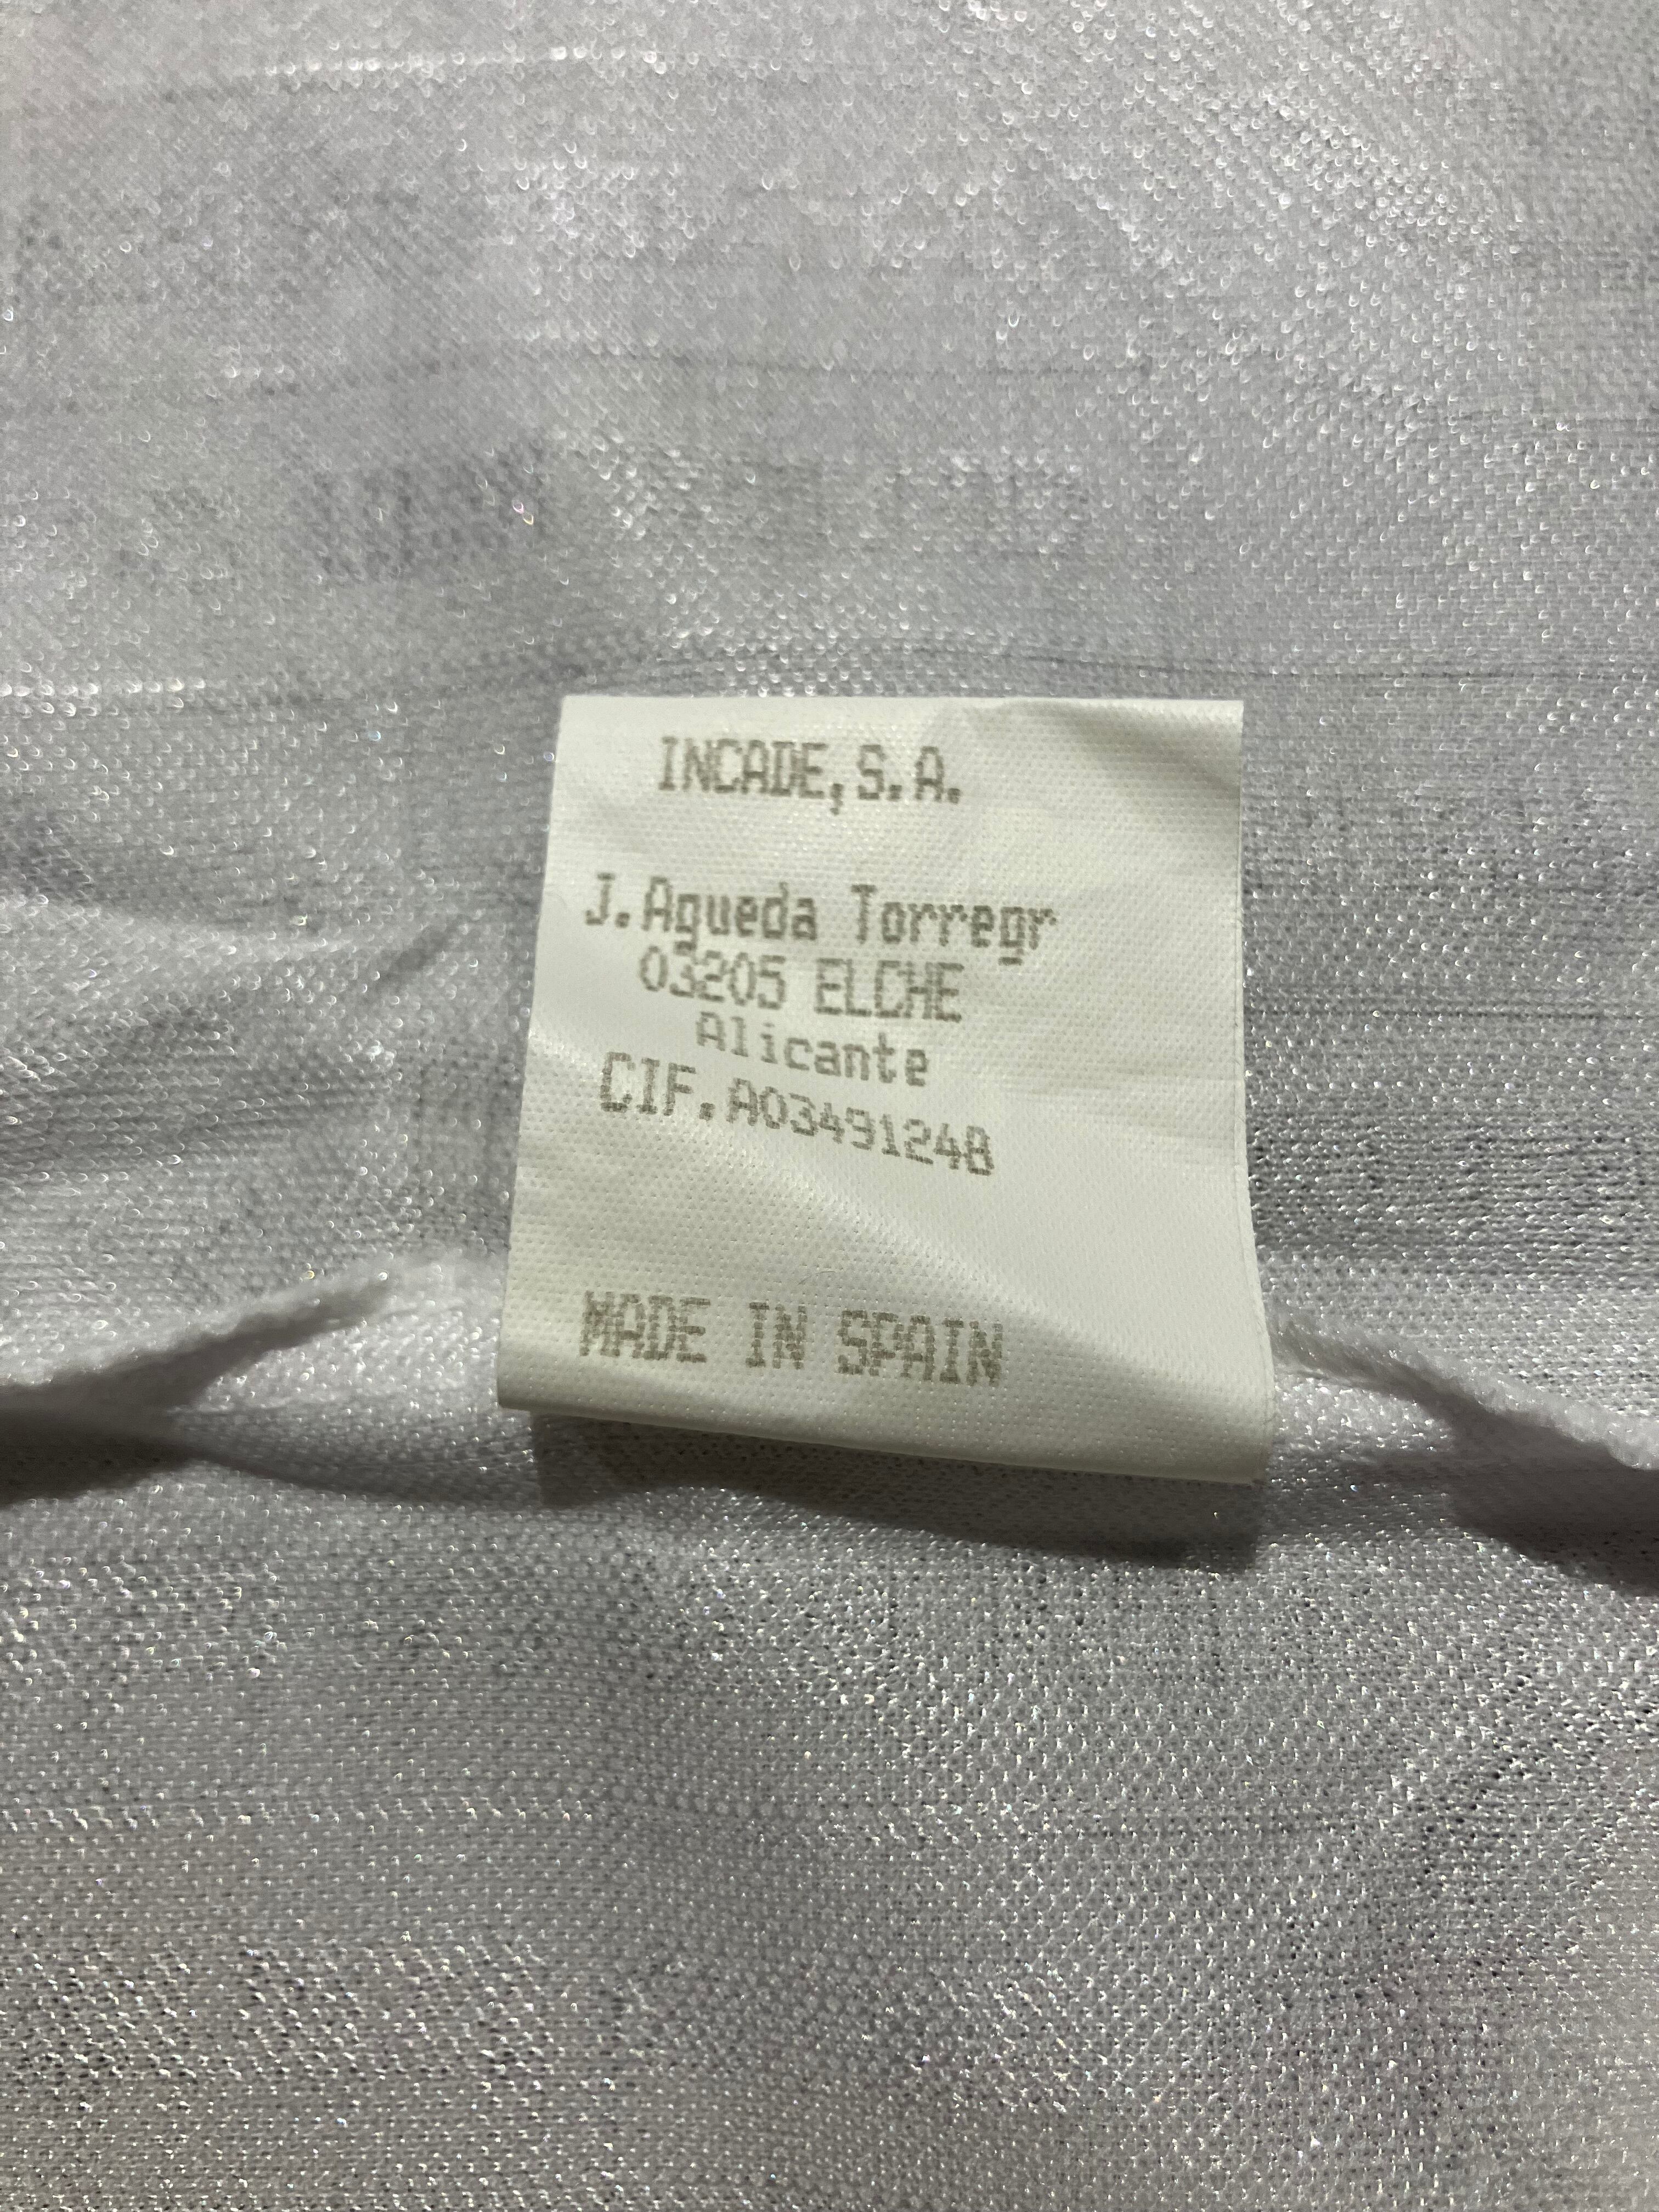 INCADE,S.A.
J.Agueda Torregr
03205 ELCHE
Alicante
CIF.A03491248
MADE IN SPAIN